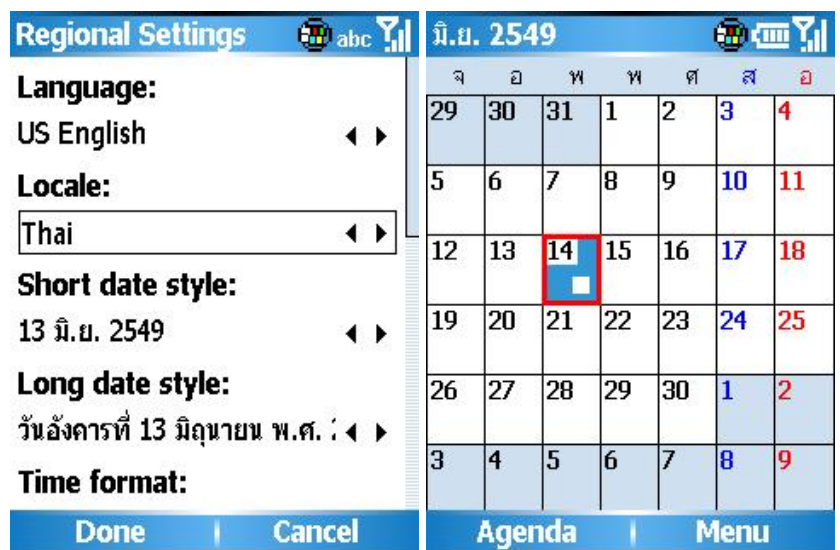 Regional Settings
abc
Language:
US English
Locale:
Thai
Short date style:
13 มิ.ย. 2549
Long date style:
วันอังคารที่ 13 มิถุนายน พ.ศ.
Time format:
Done Cancel
มิ.ย. 2549
จ อ พ พ ศ ส อ
29 30 31 1 2 3 4
5 6 7 8 9 10 11
12 13 14 15 16 17 18
19 20 21 22 23 24 25
26 27 28 29 30 1 2
3 4 5 6 7 8 9
Agenda Menu